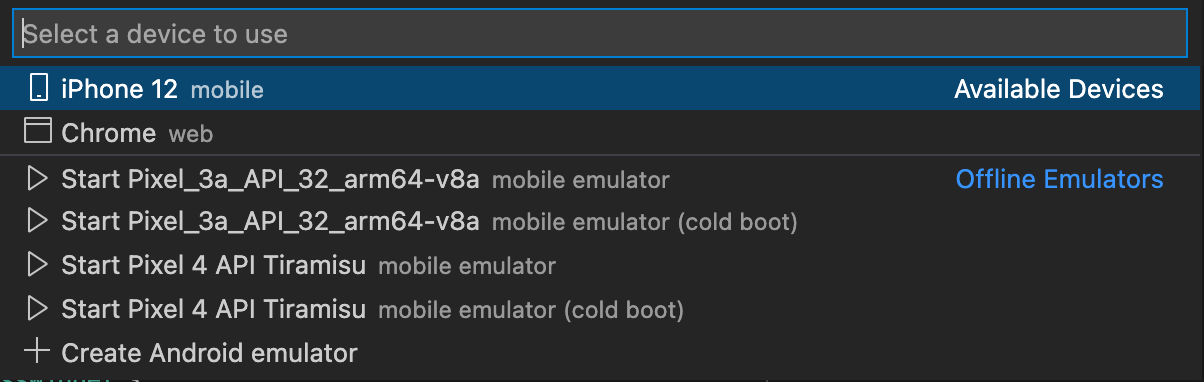 Select a device to use
iPhone 12 mobile Available Devices
Chrome web
Start Pixel_3a_API_32_arm64-v8a mobile emulator Offline Emulators
Start Pixel_3a_API_32_arm64-v8a mobile emulator (cold boot)
Start Pixel 4 API Tiramisu mobile emulator
Start Pixel 4 API Tiramisu mobile emulator (cold boot)
Create Android emulator